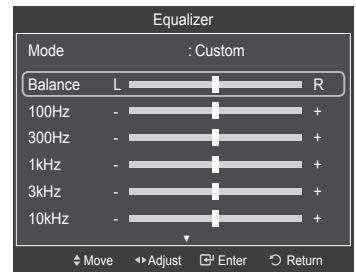 Equalizer
Mode : Custom
Balance L R
100Hz - +
300Hz - +
1kHz - +
3kHz - +
10kHz - +
▼
Move Adjust Enter Return